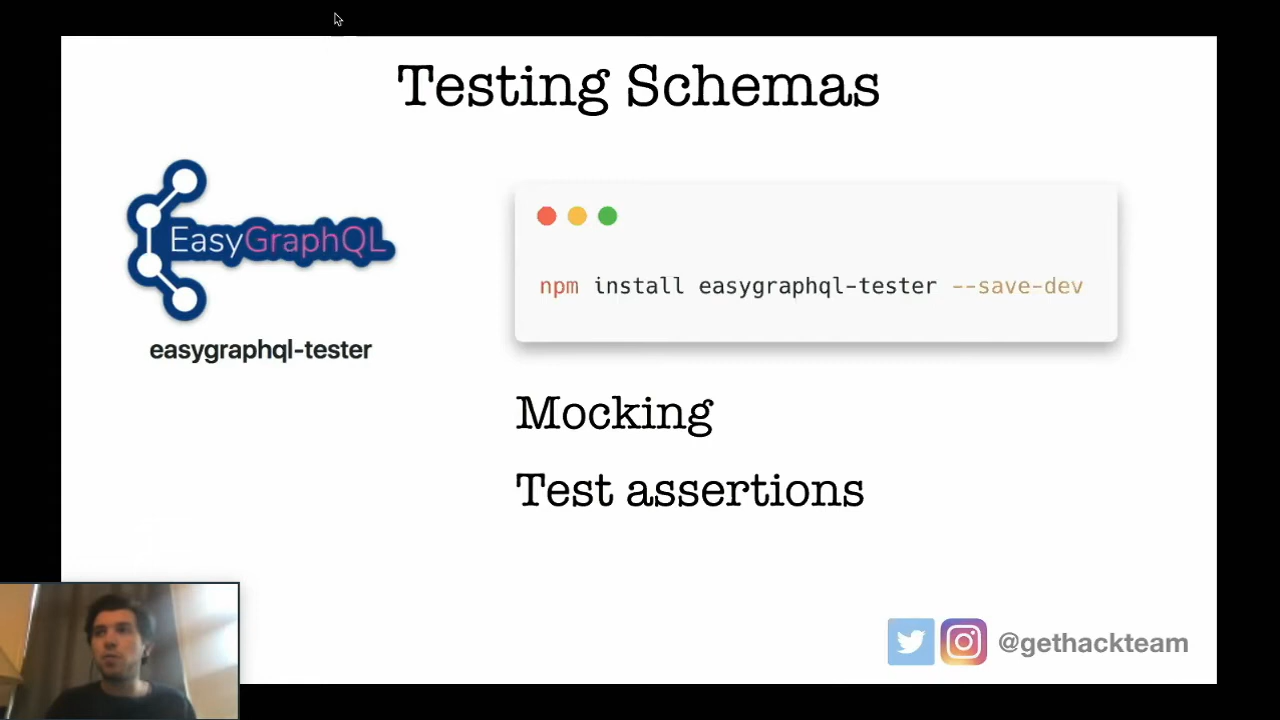 Testing Schemas
EasyGraphQL
easygraphql-tester
npm install easygraphql-tester --save-dev
Mocking
Test assertions
@gethackteam